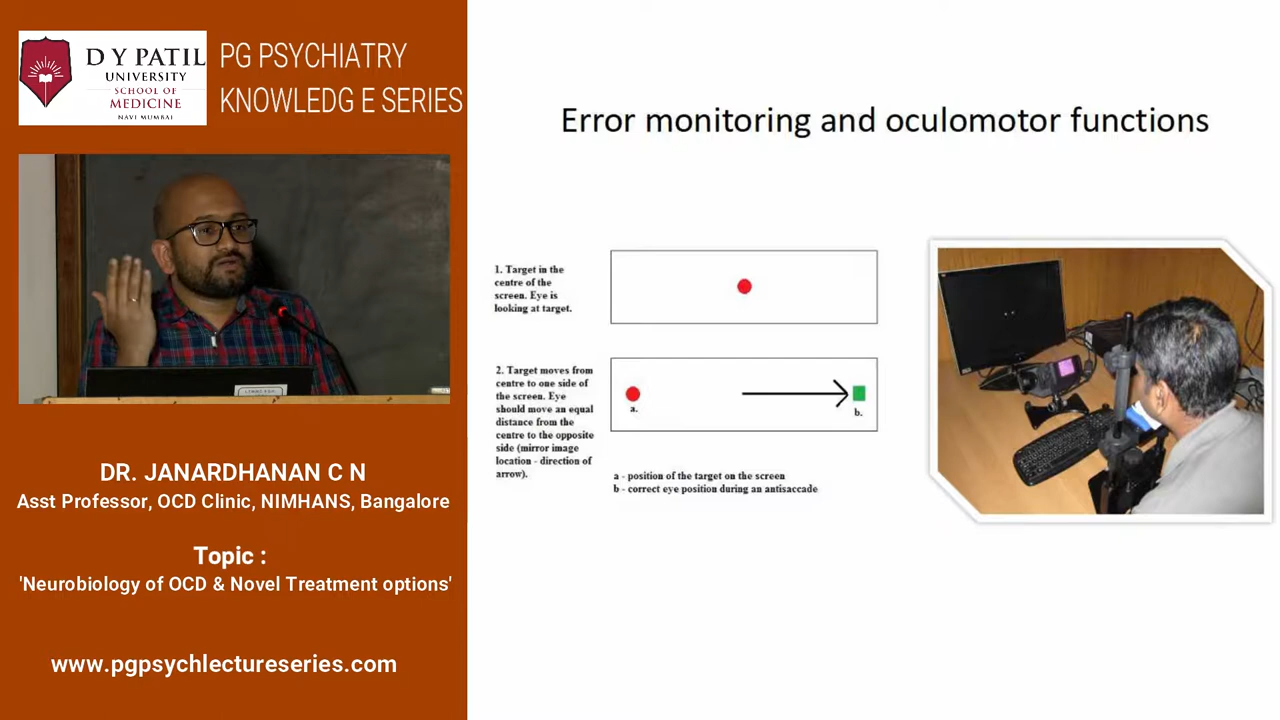 D Y PATIL
UNIVERSITY
SCHOOL OF
MEDICINE
NAVI MUMBAI
PG PSYCHIATRY
KNOWLEDG E SERIES
DR. JANARDHANAN C N
Asst Professor, OCD Clinic, NIMHANS, Bangalore
Topic :
'Neurobiology of OCD & Novel Treatment options'
www.pgpsychlectureseries.com
Error monitoring and oculomotor functions
1. Target in the
centre of the
screen. Eye is
looking at target.
2. Target moves from
centre to one side of
the screen. Eye
should move an equal
distance from the
centre to the opposite
side (mirror image
location - direction of
arrow).
a.
b.
a - position of the target on the screen
b - correct eye position during an antisaccade